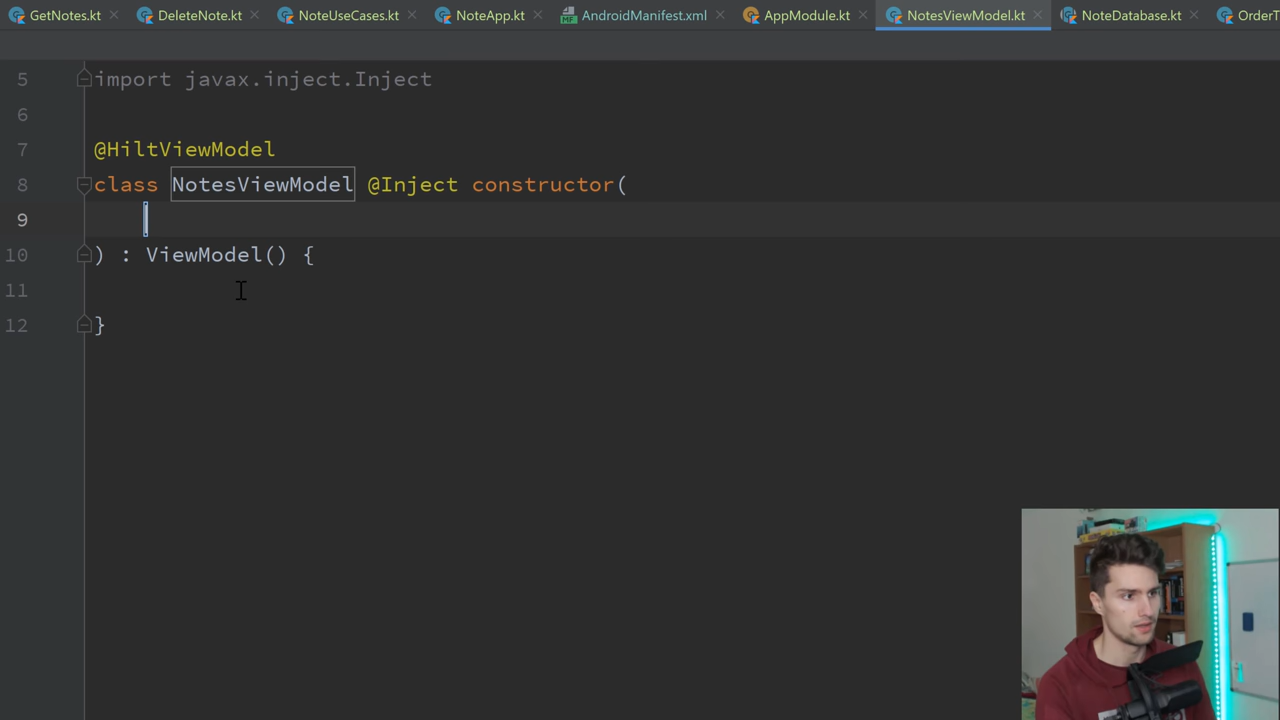 GetNotes.kt DeleteNote.kt NoteUseCases.kt NoteApp.kt AndroidManifest.xml AppModule.kt NotesViewModel.kt NoteDatabase.kt OrderT
5 import javax.inject.Inject
6
7 @HiltViewModel
8 class NotesViewModel @Inject constructor(
9
10 ) : ViewModel() {
11
12 }